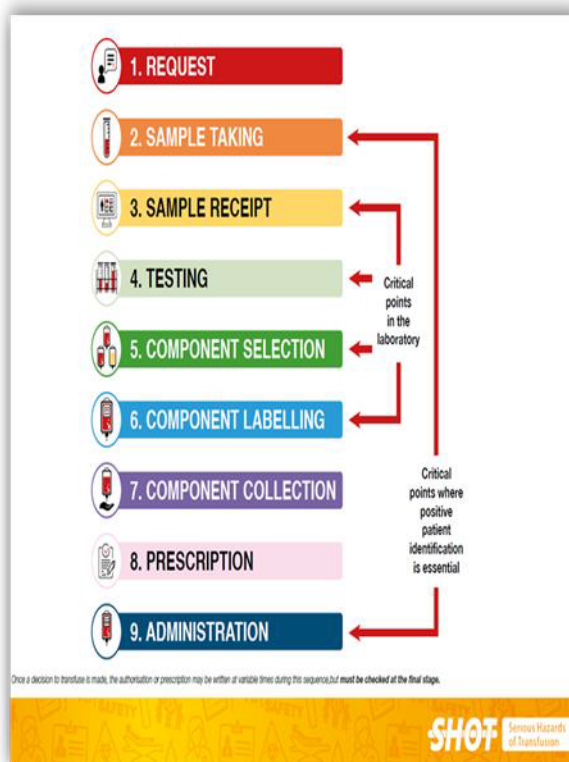 1. REQUEST
2. SAMPLE TAKING
3. SAMPLE RECEIPT
4. TESTING
5. COMPONENT SELECTION
6. COMPONENT LABELLING
7. COMPONENT COLLECTION
8. PRESCRIPTION
9. ADMINISTRATION
Critical
points
in the
laboratory
Critical
points where
positive
patient
identification
is essential
Once a decision to transfuse is made, the authorisation or prescription may be written at variable times during this sequence,but must be checked at the final stage.
SHOT
Serious Hazards
of Transfusion